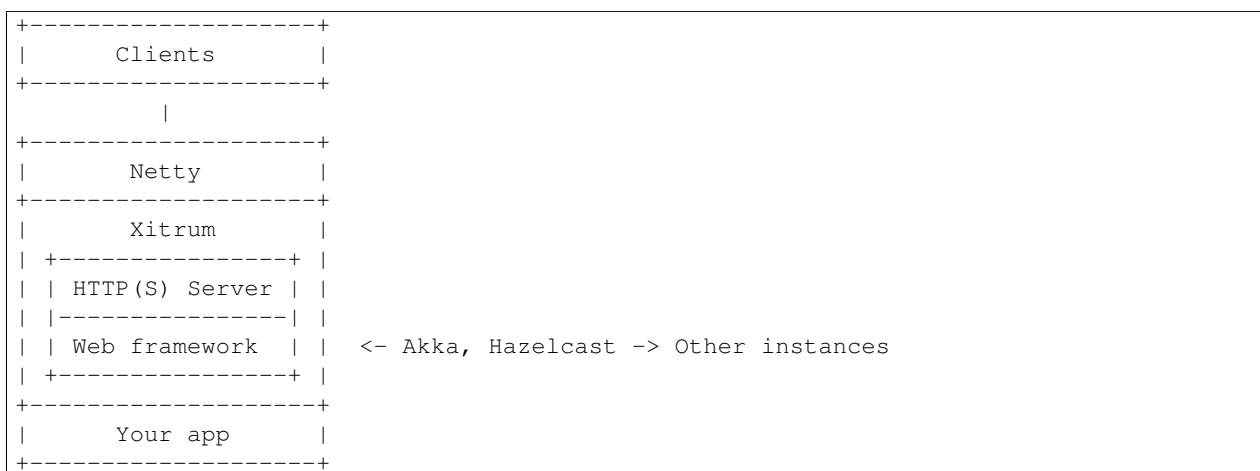 +--------------------+
|      Clients       |
+--------------------+
          |
+--------------------+
|       Netty        |
+--------------------+
|       Xitrum       |
| +----------------+ |
| | HTTP(S) Server | |
| |----------------| |
| | Web framework  | |  <- Akka, Hazelcast -> Other instances
| +----------------+ |
+--------------------+
|      Your app      |
+--------------------+